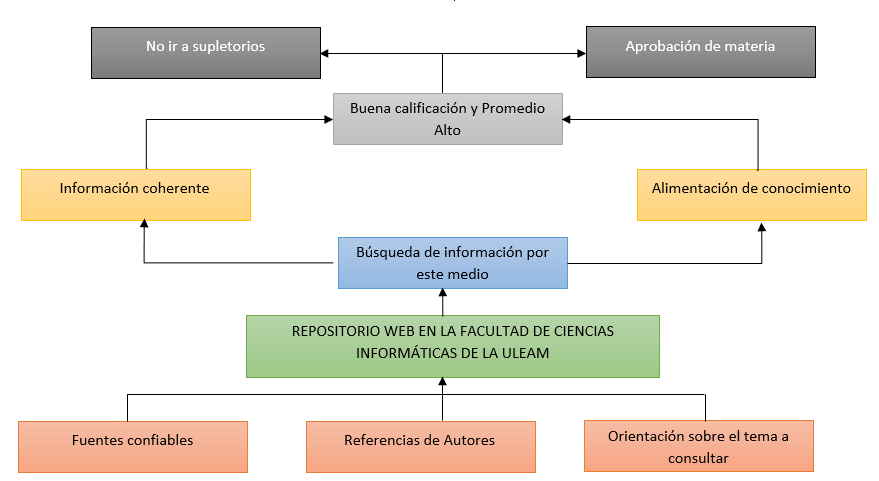 No ir a supletorios
Aprobación de materia
Buena calificación y Promedio
Alto
Información coherente
Alimentación de conocimiento
Búsqueda de información por
este medio
REPOSITORIO WEB EN LA FACULTAD DE CIENCIAS
INFORMÁTICAS DE LA ULEAM
Fuentes confiables
Referencias de Autores
Orientación sobre el tema a
consultar